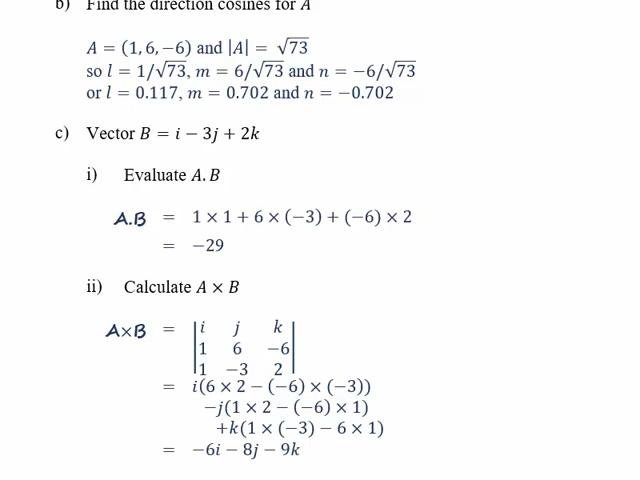 b) Find the direction cosines for A
A = (1, 6, −6) and |A| = √73
so l = 1/√73, m = 6/√73 and n = −6/√73
or l = 0.117, m = 0.702 and n = −0.702
c) Vector B = i − 3j + 2k
i) Evaluate A. B
A.B = 1 × 1 + 6 × (−3) + (−6) × 2
= −29
ii) Calculate A × B
A×B = |i j k|
|1 6 −6|
|1 −3 2|
= i(6 × 2 − (−6) × (−3))
−j(1 × 2 − (−6) × 1)
+k(1 × (−3) − 6 × 1)
= −6i − 8j − 9k